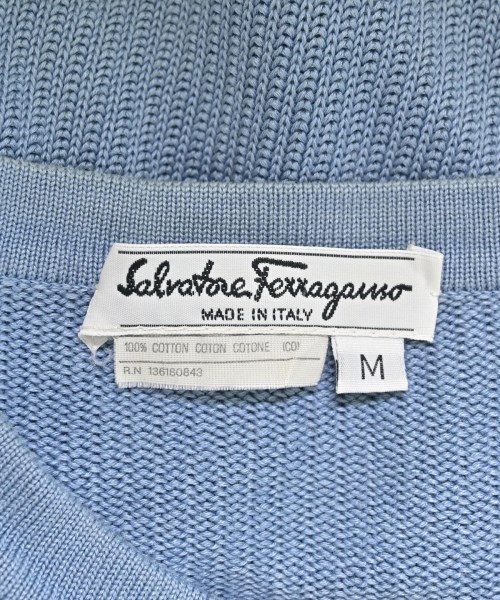 Salvatore Ferragamo
MADE IN ITALY
100% COTTON COTON COTONE (CO)
R.N 136180843
M